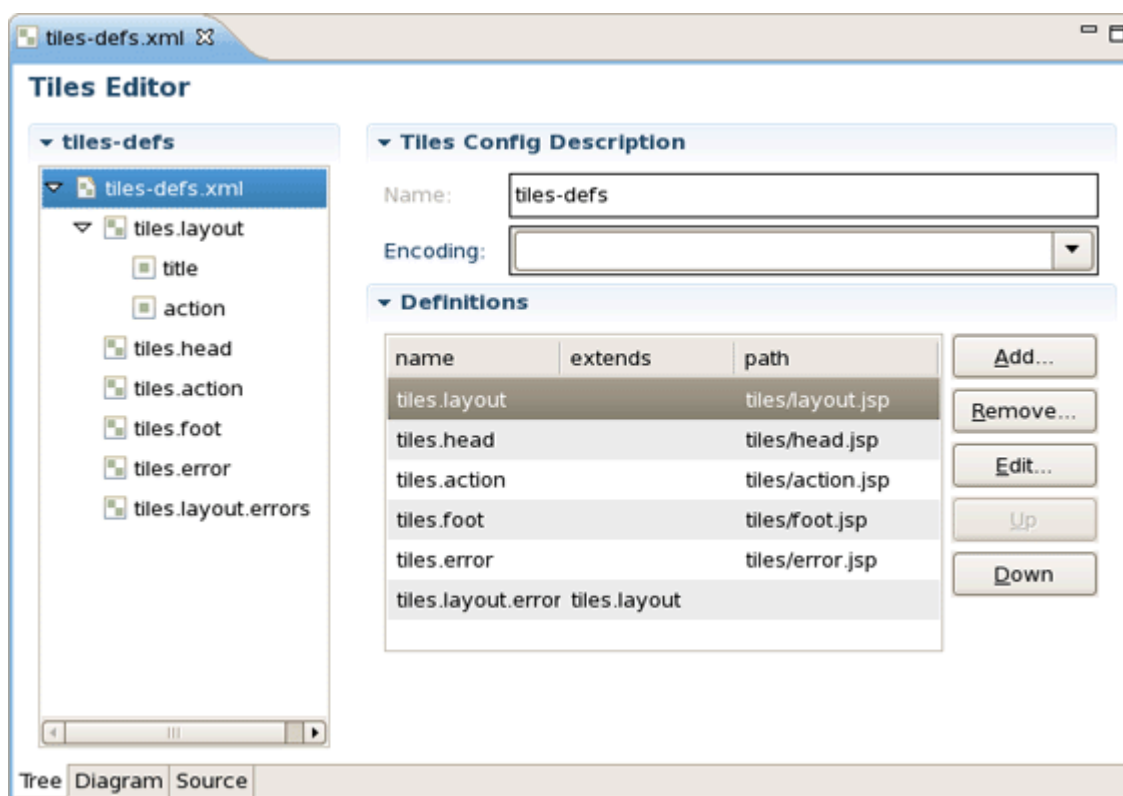 tiles-defs.xml
Tiles Editor
tiles-defs
tiles-defs.xml
tiles.layout
title
action
tiles.head
tiles.action
tiles.foot
tiles.error
tiles.layout.errors
Tiles Config Description
Name: tiles-defs
Encoding:
Definitions
name extends path
tiles.layout tiles/layout.jsp
tiles.head tiles/head.jsp
tiles.action tiles/action.jsp
tiles.foot tiles/foot.jsp
tiles.error tiles/error.jsp
tiles.layout.error tiles.layout
Add...
Remove...
Edit...
Up
Down
Tree Diagram Source